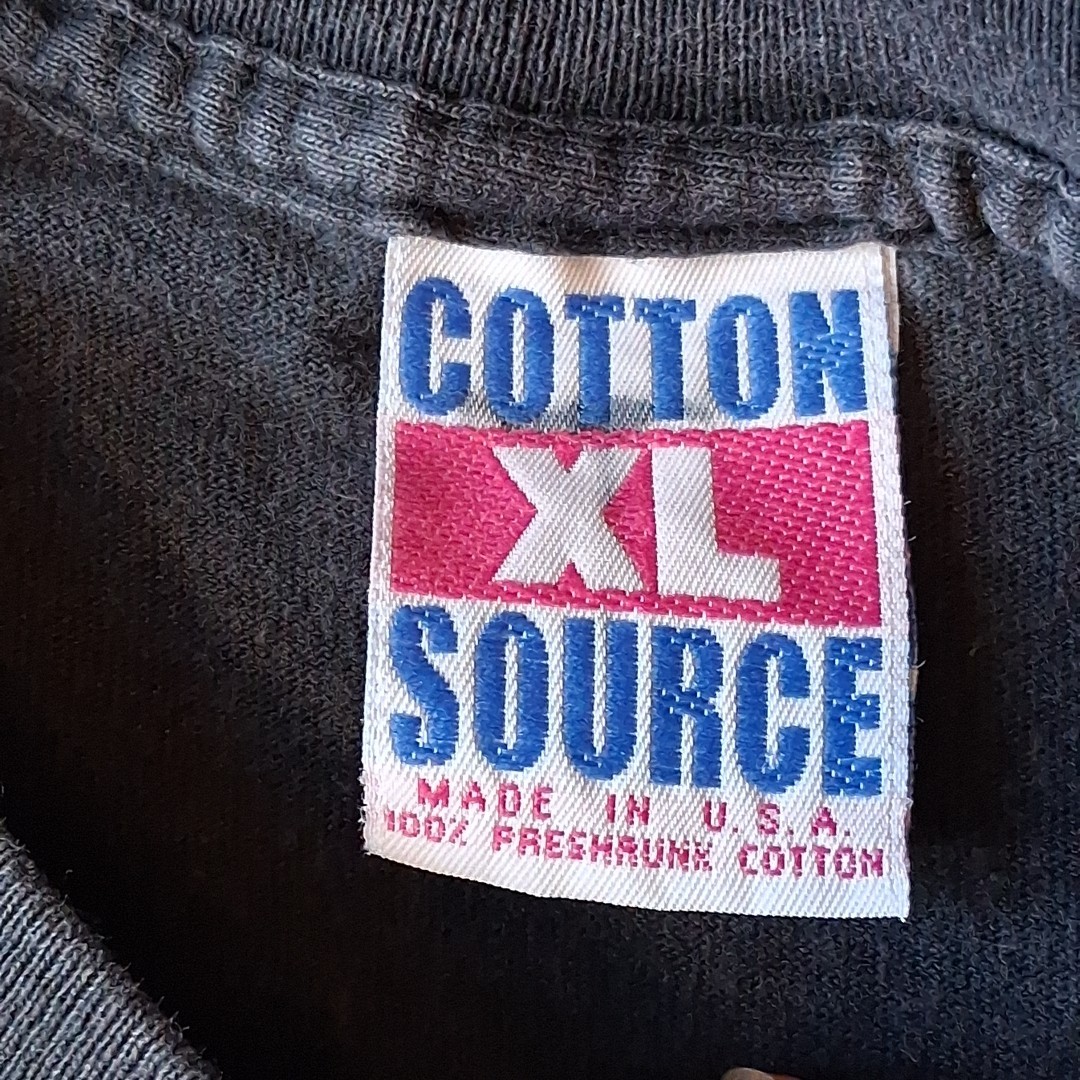 COTTON
XL
SOURCE
MADE IN U.S.A.
100% PRESHRUNK COTTON